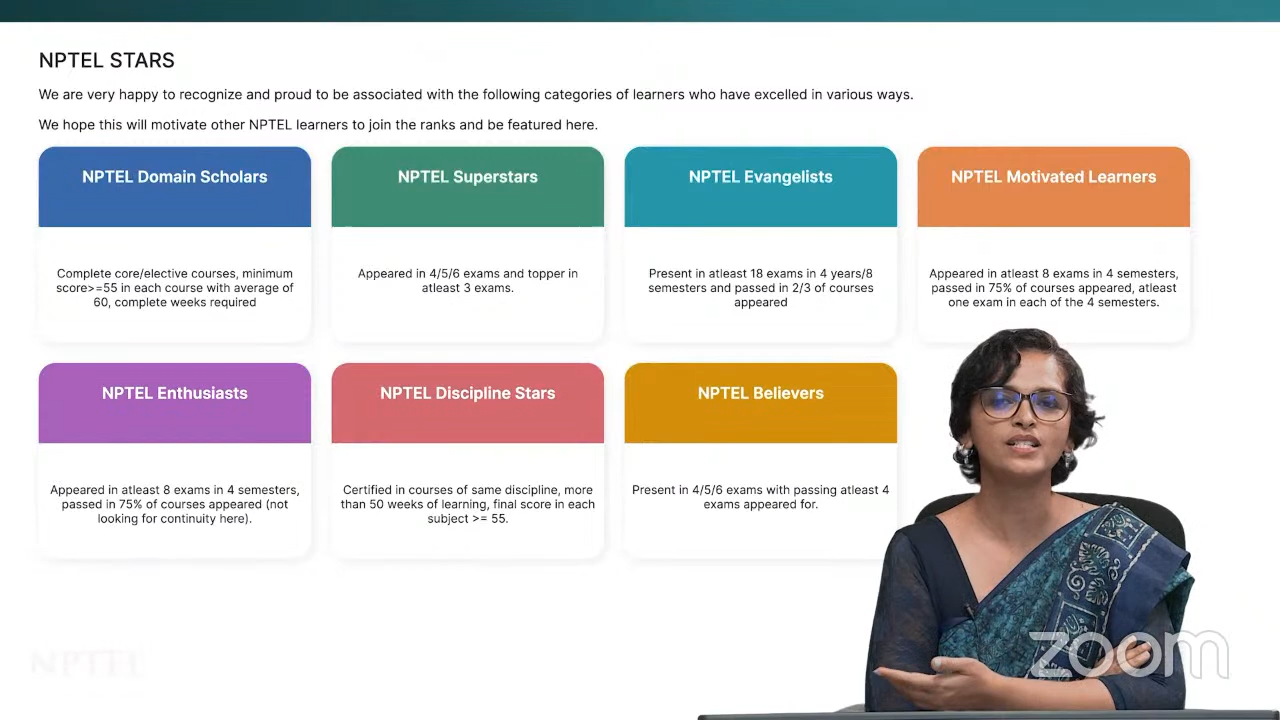 NPTEL STARS
We are very happy to recognize and proud to be associated with the following categories of learners who have excelled in various ways.
We hope this will motivate other NPTEL learners to join the ranks and be featured here.
NPTEL Domain Scholars
Complete core/elective courses, minimum
score>=55 in each course with average of
60, complete weeks required
NPTEL Superstars
Appeared in 4/5/6 exams and topper in
atleast 3 exams.
NPTEL Evangelists
Present in atleast 18 exams in 4 years/8
semesters and passed in 2/3 of courses
appeared
NPTEL Motivated Learners
Appeared in atleast 8 exams in 4 semesters,
passed in 75% of courses appeared, atleast
one exam in each of the 4 semesters.
NPTEL Enthusiasts
Appeared in atleast 8 exams in 4 semesters,
passed in 75% of courses appeared (not
looking for continuity here).
NPTEL Discipline Stars
Certified in courses of same discipline, more
than 50 weeks of learning, final score in each
subject >= 55.
NPTEL Believers
Present in 4/5/6 exams with passing atleast 4
exams appeared for.
NPTEL
zoom